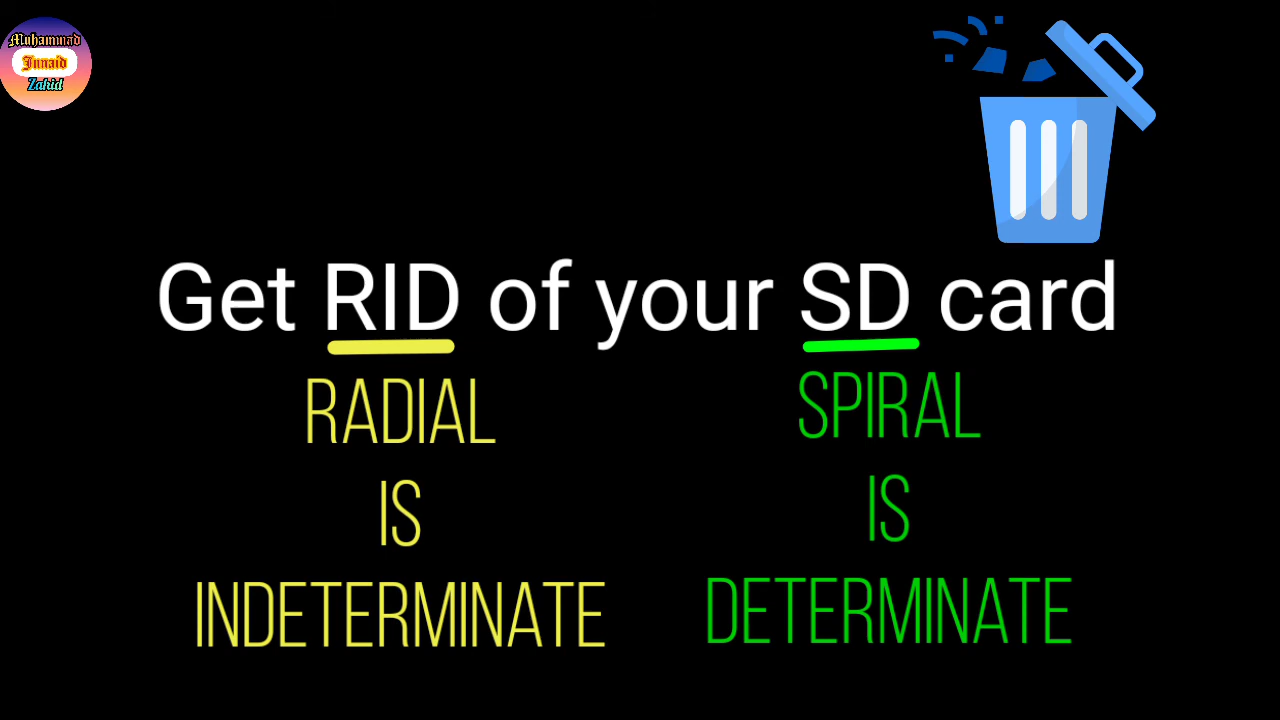 Muhammad
Junaid
Zahid
Get RID of your SD card
RADIAL
IS
INDETERMINATE
SPIRAL
IS
DETERMINATE